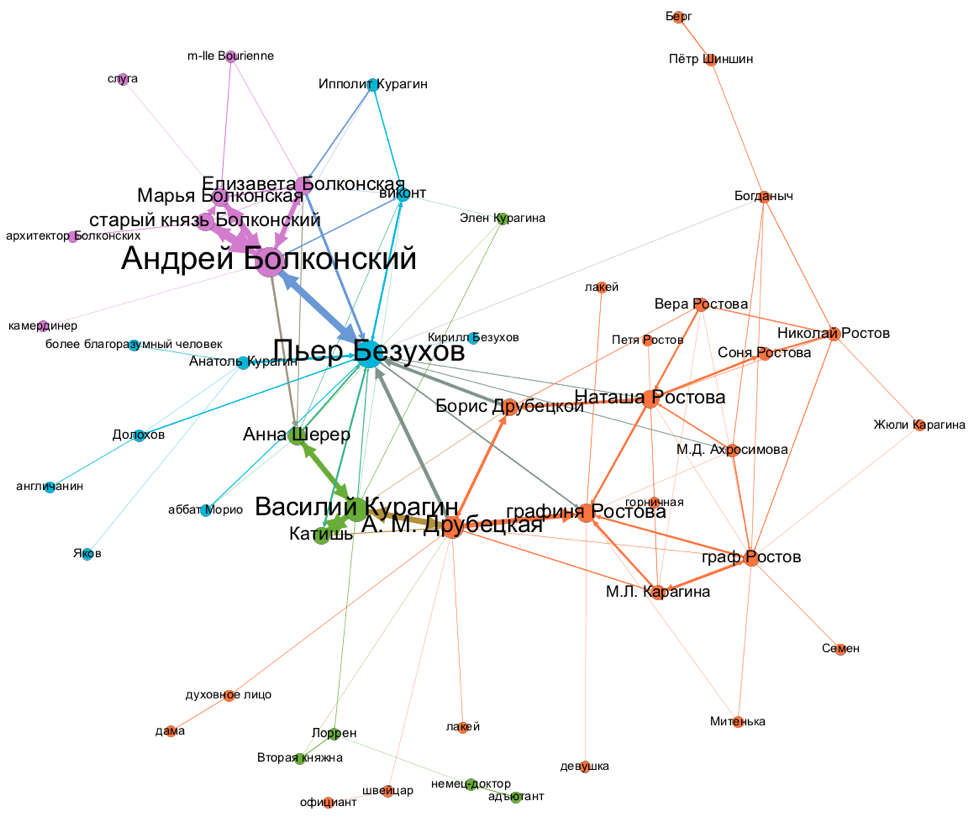 Берг
m-lle Bourienne
Пётр Шиншин
слуга
Ипполит Курагин
Елизавета Болконская
Марья Болконская
виконт
Богданыч
старый князь Болконский
Элен Курагина
архитектор Болконских
Андрей Болконский
лакей
Вера Ростова
камердинер
Николай Ростов
более благоразумный человек
Кирилл Безухов
Петя Ростов
Пьер Безухов
Соня Ростова
Анатоль Курагин
Наташа Ростова
Борис Друбецкой
Жюли Карагина
Долохов
Анна Шерер
М.Д. Ахросимова
англичанин
горничная
Василий Курагин
аббат Морио
графиня Ростова
А. М. Друбецкая
Катишь
Яков
граф Ростов
М.Л. Карагина
Семен
духовное лицо
Митенька
лакей
дама
Лоррен
Вторая княжна
девушка
немец-доктор
швейцар
адъютант
официант